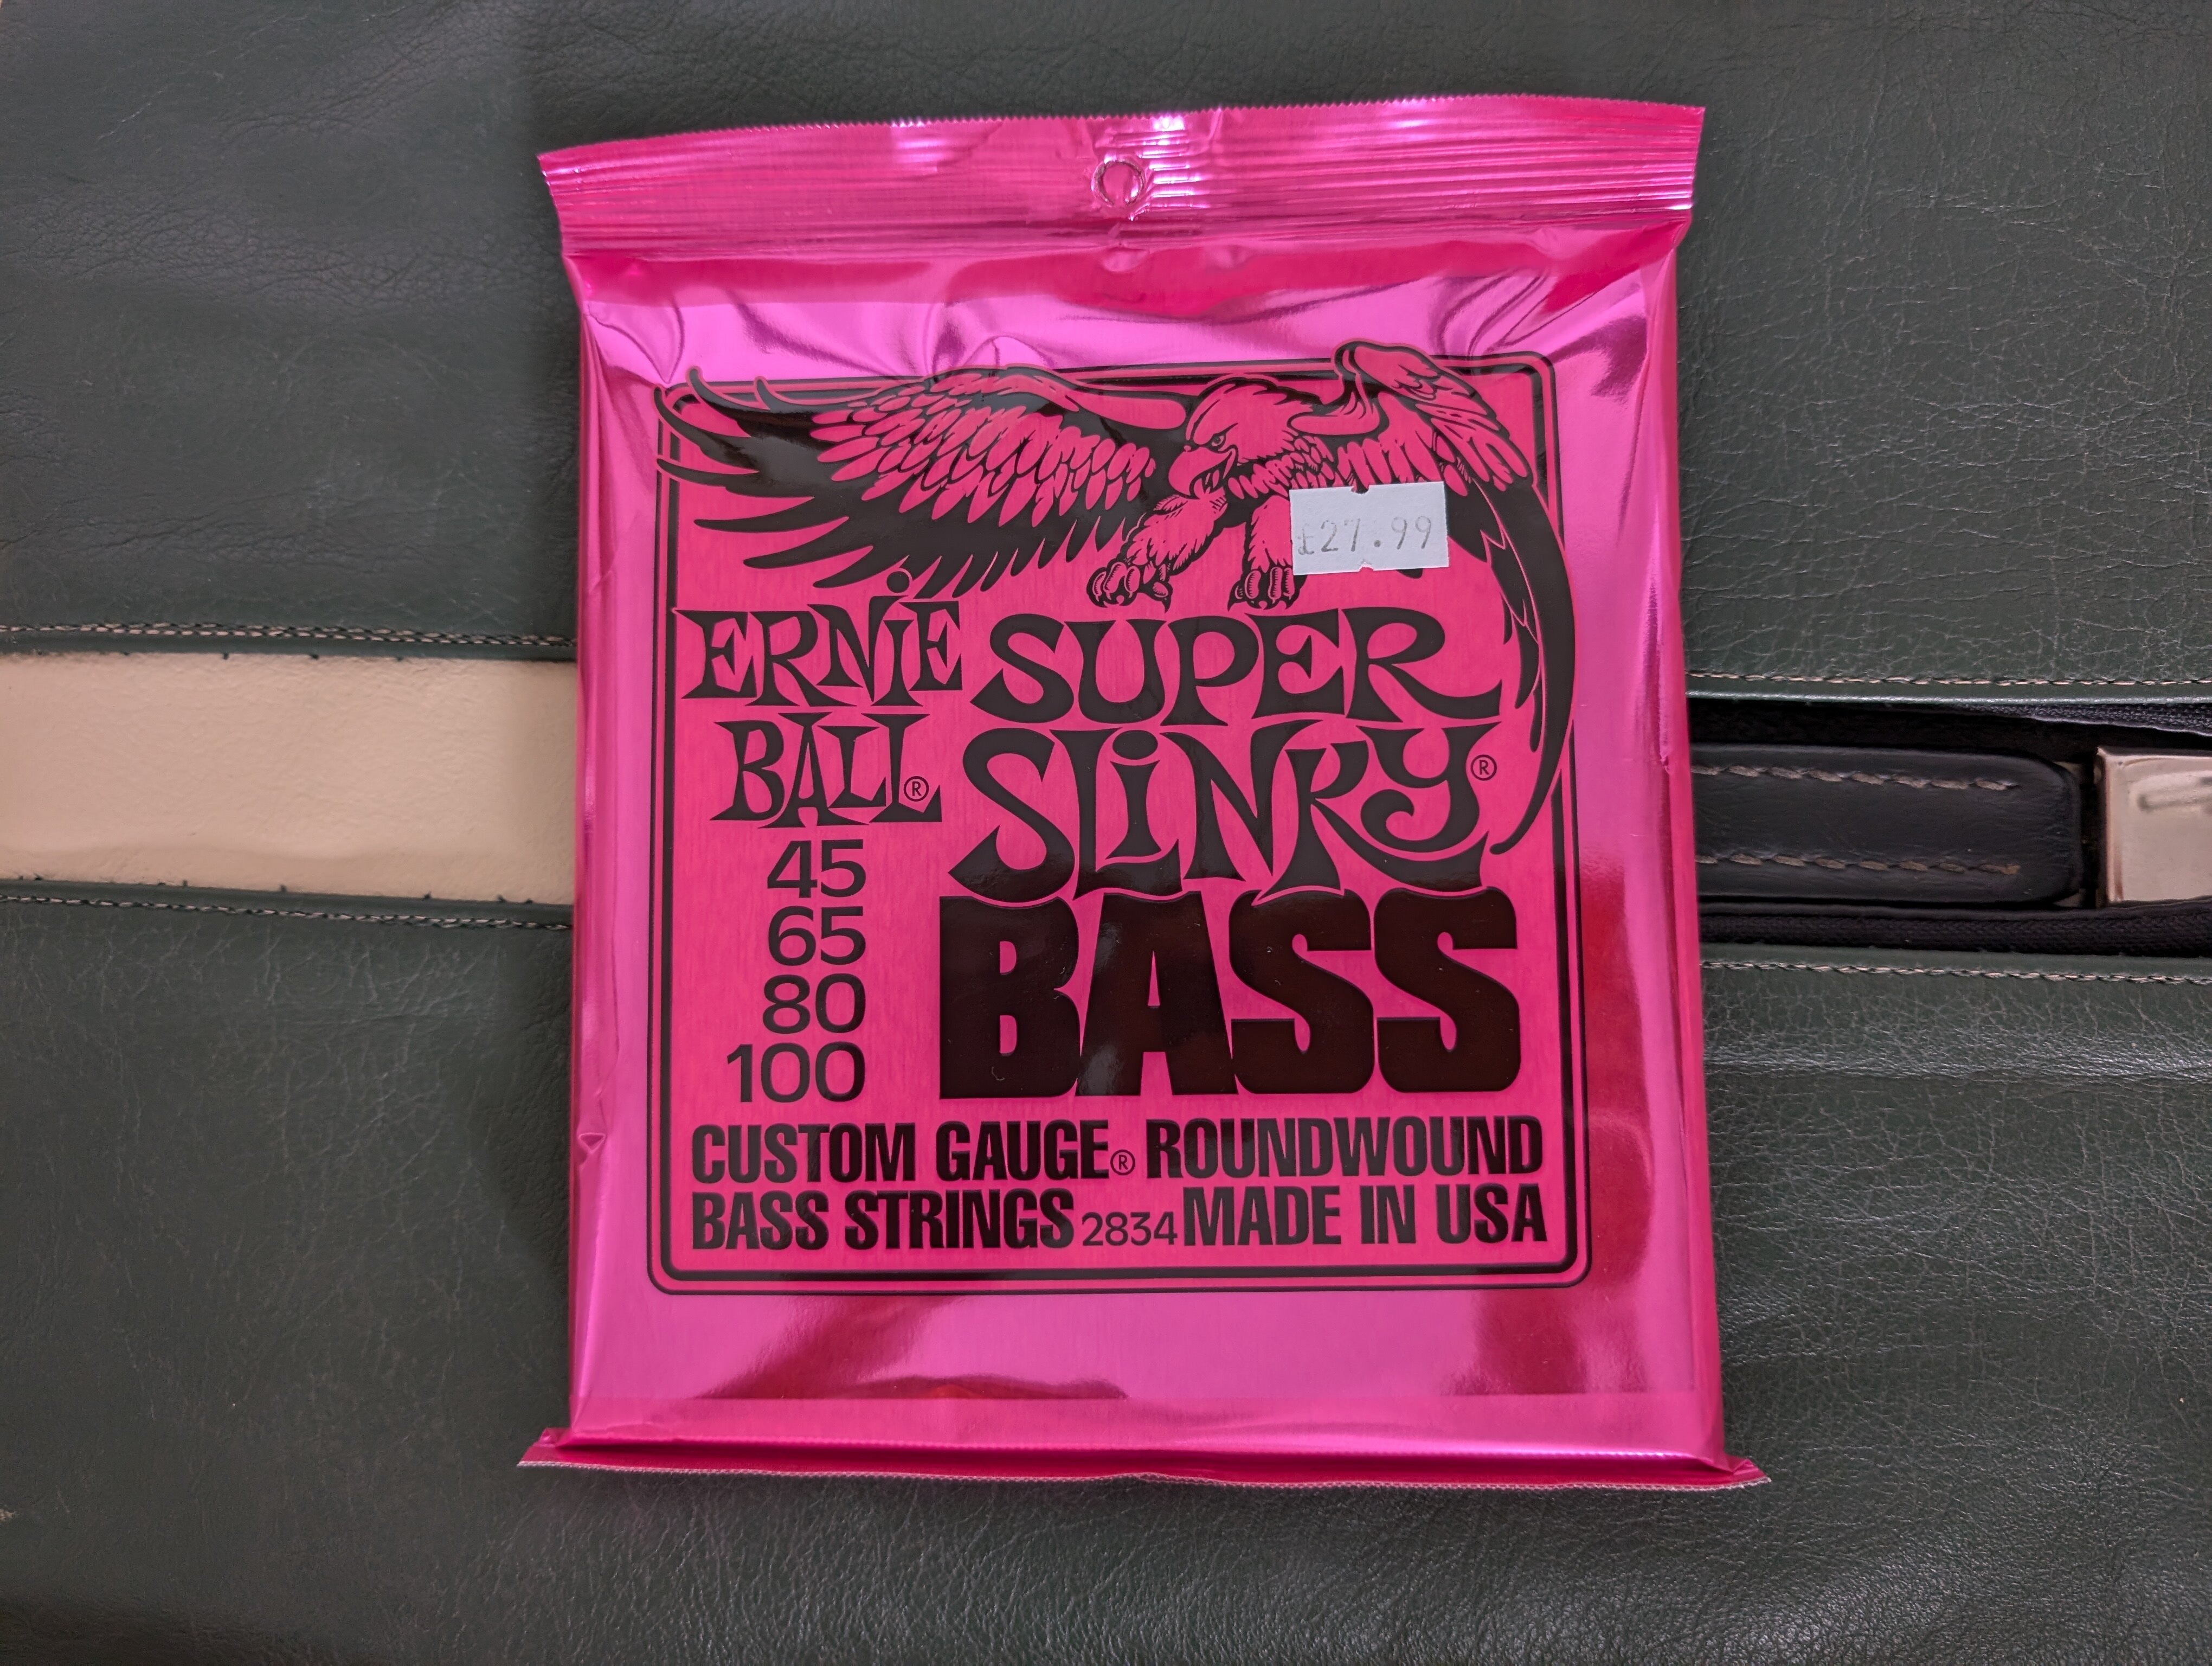 £27.99
ERNiE
BALL®
SUPER
SLiNKY®
BASS
45
65
80
100
CUSTOM GAUGE® ROUNDWOUND
BASS STRINGS 2834 MADE IN USA